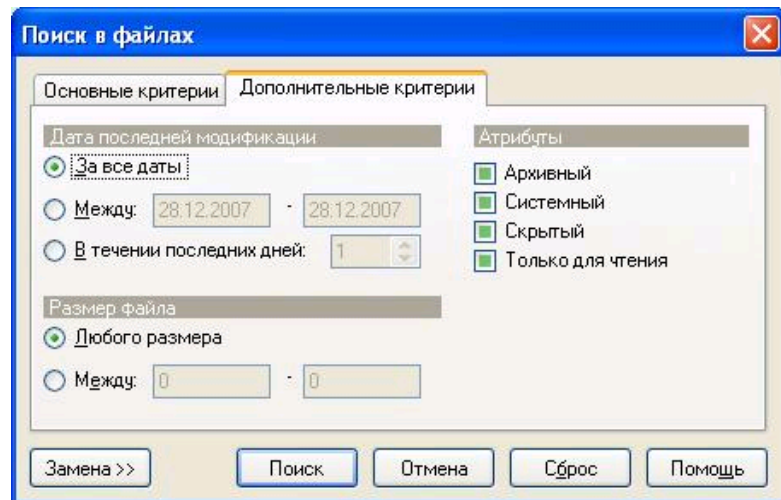 Поиск в файлах
Основные критерии Дополнительные критерии
Дата последней модификации
За все даты
Между: 28.12.2007 - 28.12.2007
В течении последних дней: 1
Размер файла
Любого размера
Между: 0 - 0
Атрибуты
Архивный
Системный
Скрытый
Только для чтения
Замена >> Поиск Отмена Сброс Помощь